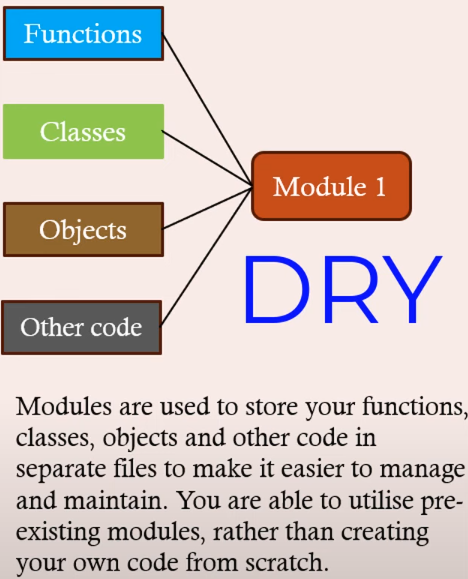 Functions
Classes
Module 1
Objects
DRY
Other code
Modules are used to store your functions,
classes, objects and other code in
separate files to make it easier to manage
and maintain. You are able to utilise pre-
existing modules, rather than creating
your own code from scratch.